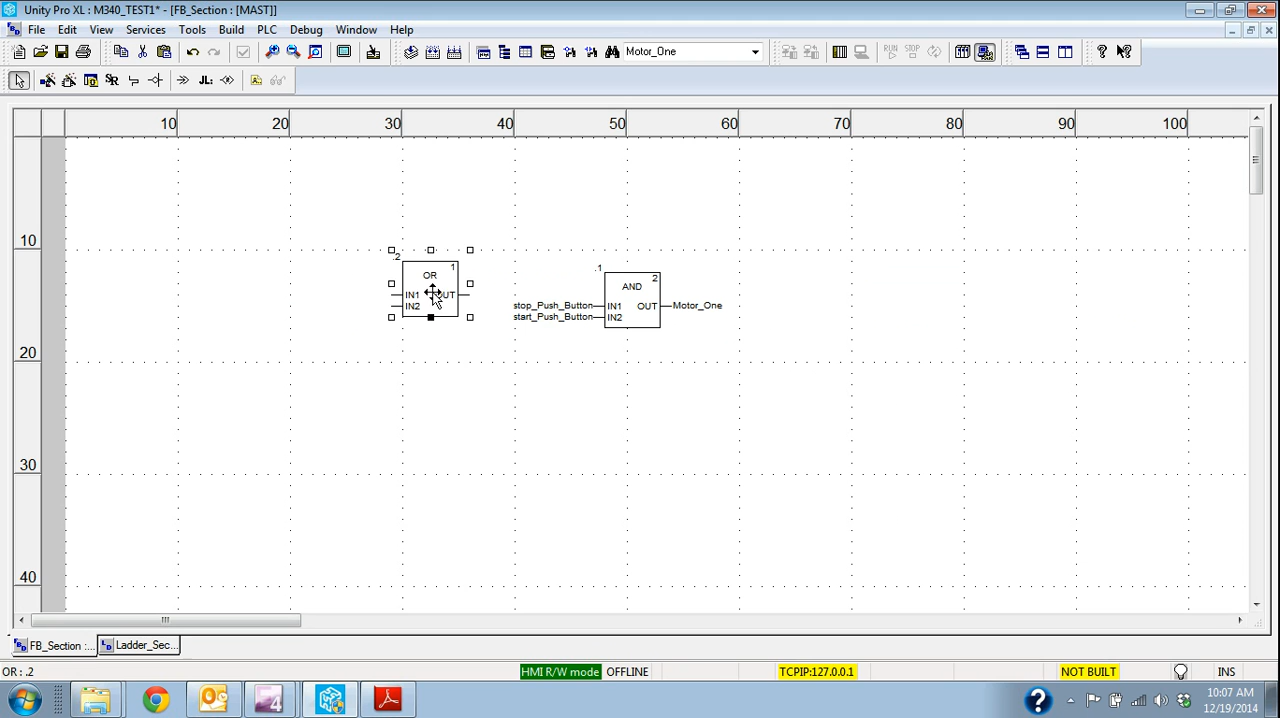 Unity Pro XL : M340_TEST1* - [FB_Section : [MAST]]
File Edit View Services Tools Build PLC Debug Window Help
Motor_One
10 20 30 40 50 60 70 80 90 100
10
.2
1
OR
IN1 OUT
IN2
.1
2
AND
stop_Push_Button IN1 OUT Motor_One
start_Push_Button IN2
20
30
40
FB_Section :... Ladder_Sec...
OR : .2 HMI R/W mode OFFLINE TCPIP:127.0.0.1 NOT BUILT INS
10:07 AM
12/19/2014